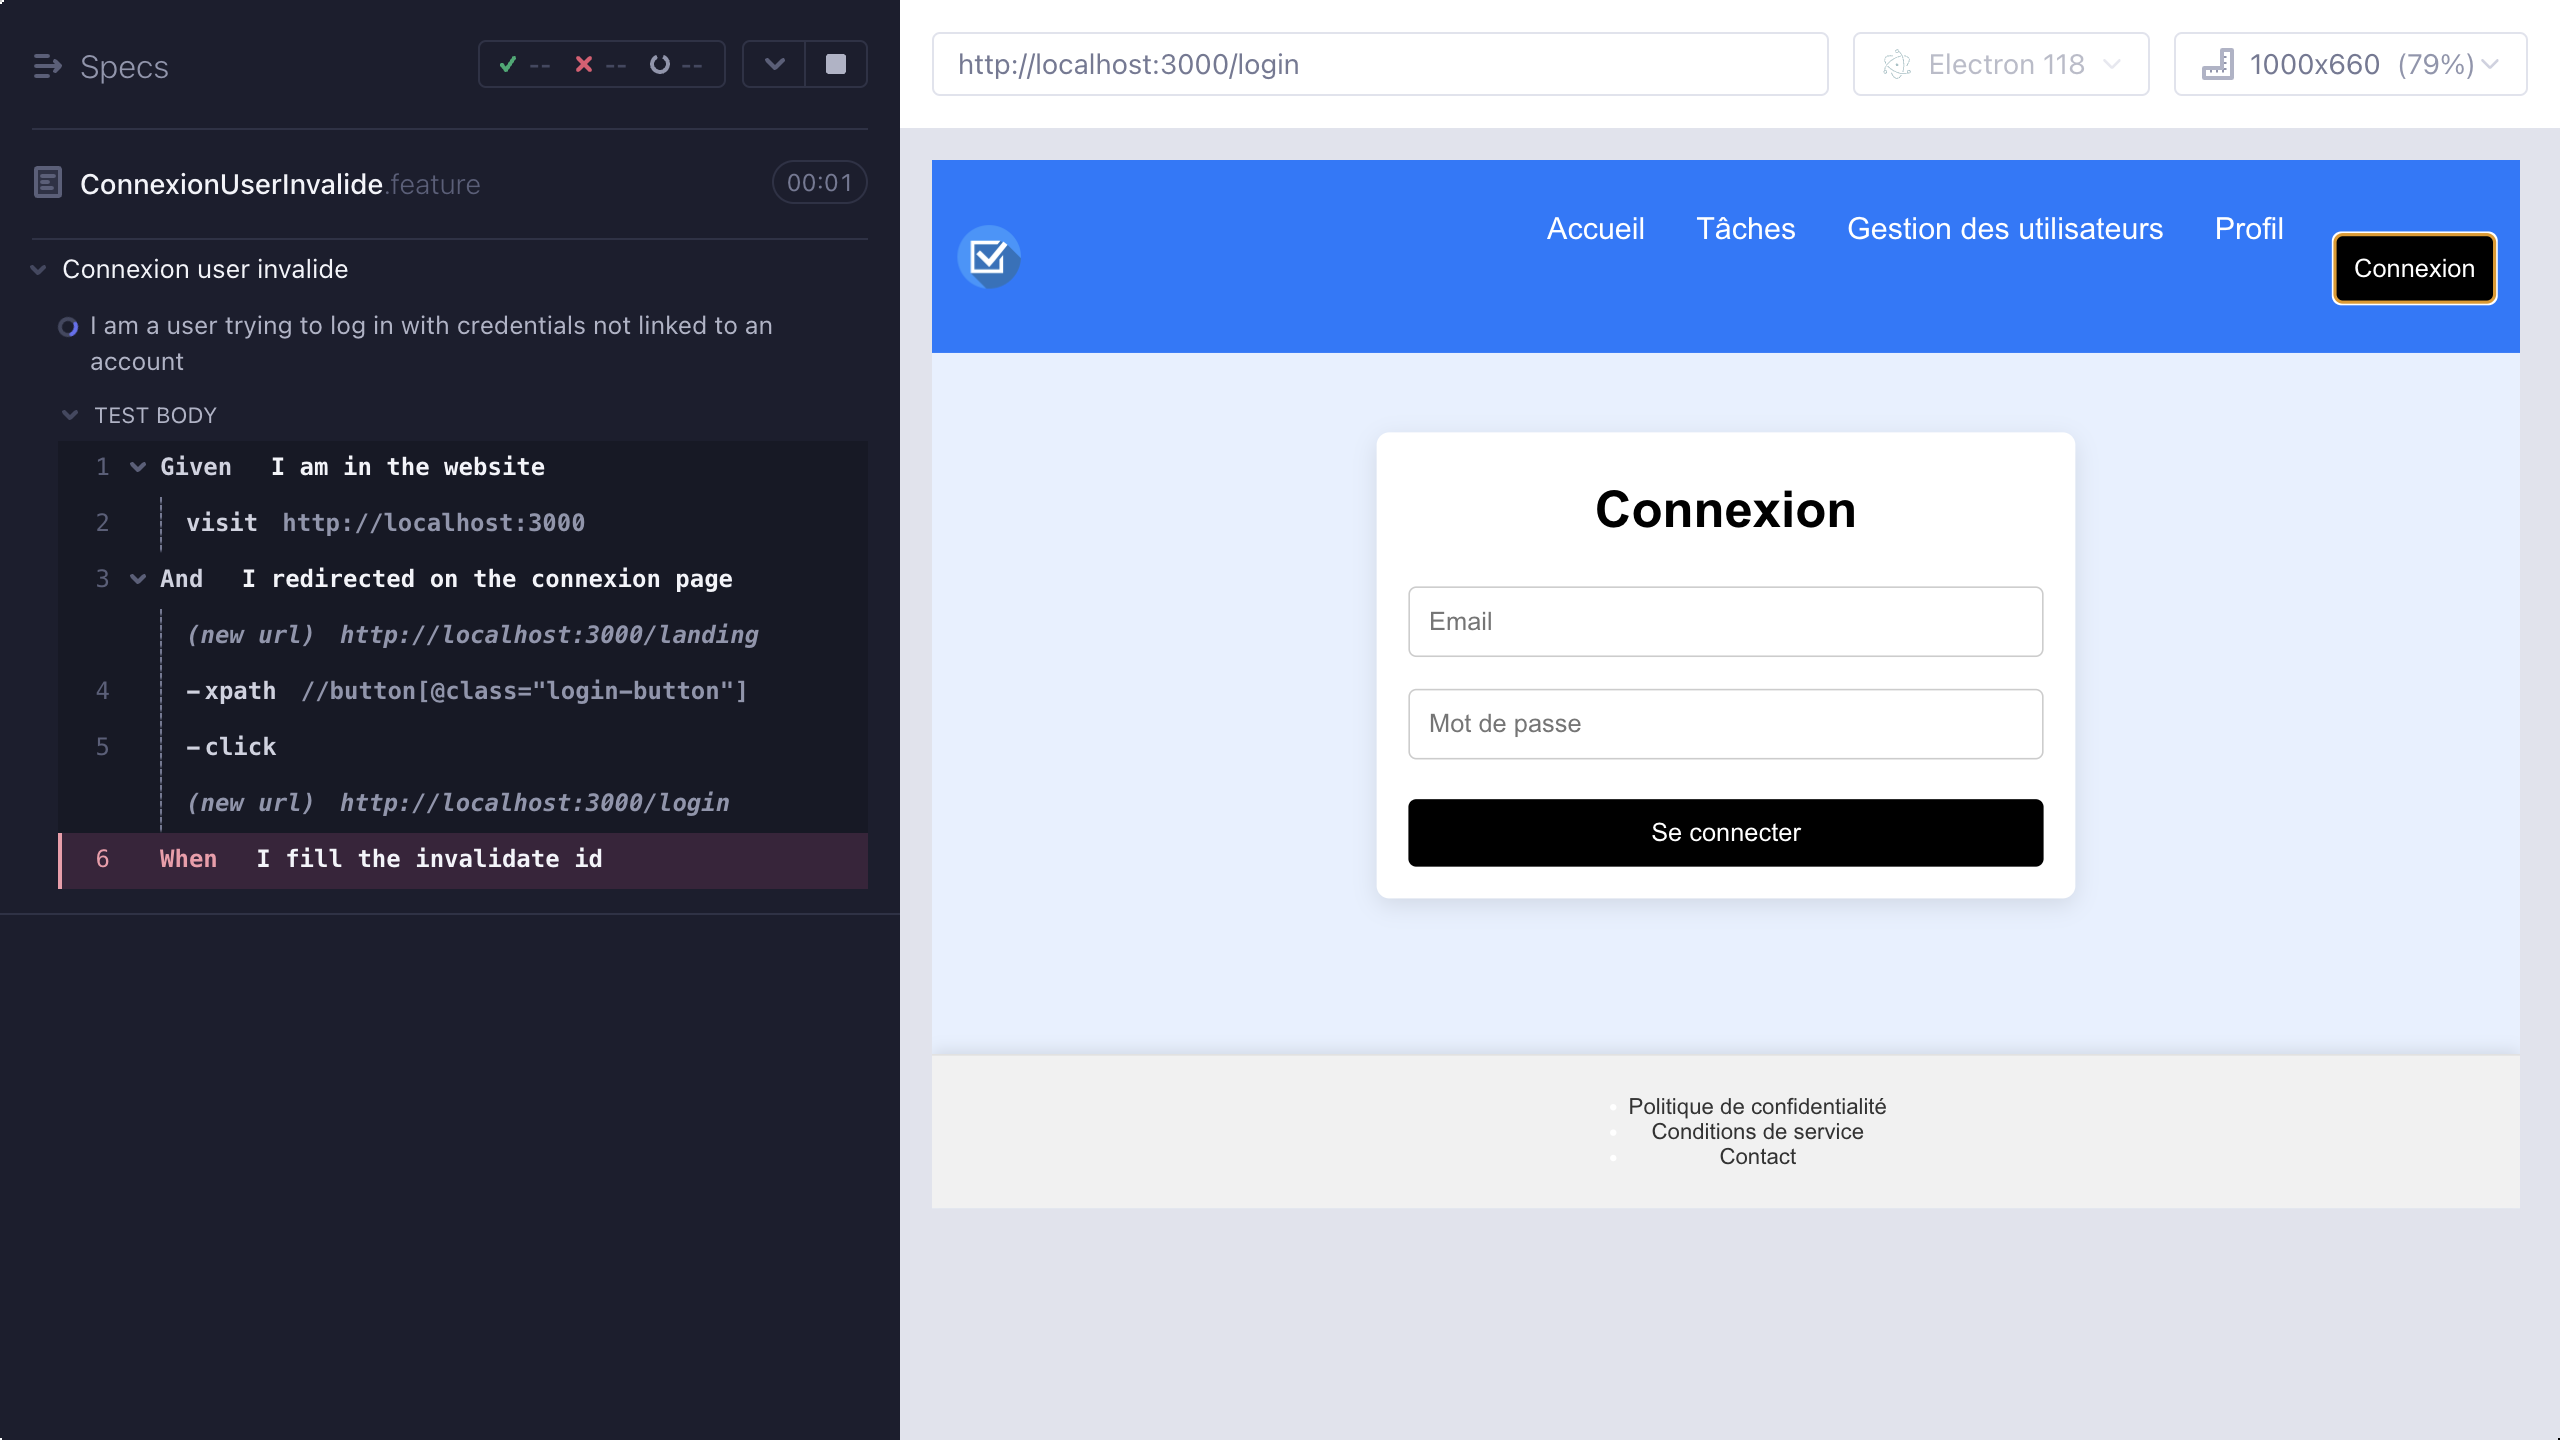 Specs
-- -- --
ConnexionUserInvalide.feature
00:01
Connexion user invalide
I am a user trying to log in with credentials not linked to an
account
TEST BODY
1 Given I am in the website
2 visit http://localhost:3000
3 And I redirected on the connexion page
(new url) http://localhost:3000/landing
4 -xpath //button[@class="login-button"]
5 -click
(new url) http://localhost:3000/login
6 When I fill the invalidate id
http://localhost:3000/login
Electron 118
1000x660 (79%)
Accueil
Tâches
Gestion des utilisateurs
Profil
Connexion
Connexion
Email
Mot de passe
Se connecter
Politique de confidentialité
Conditions de service
Contact